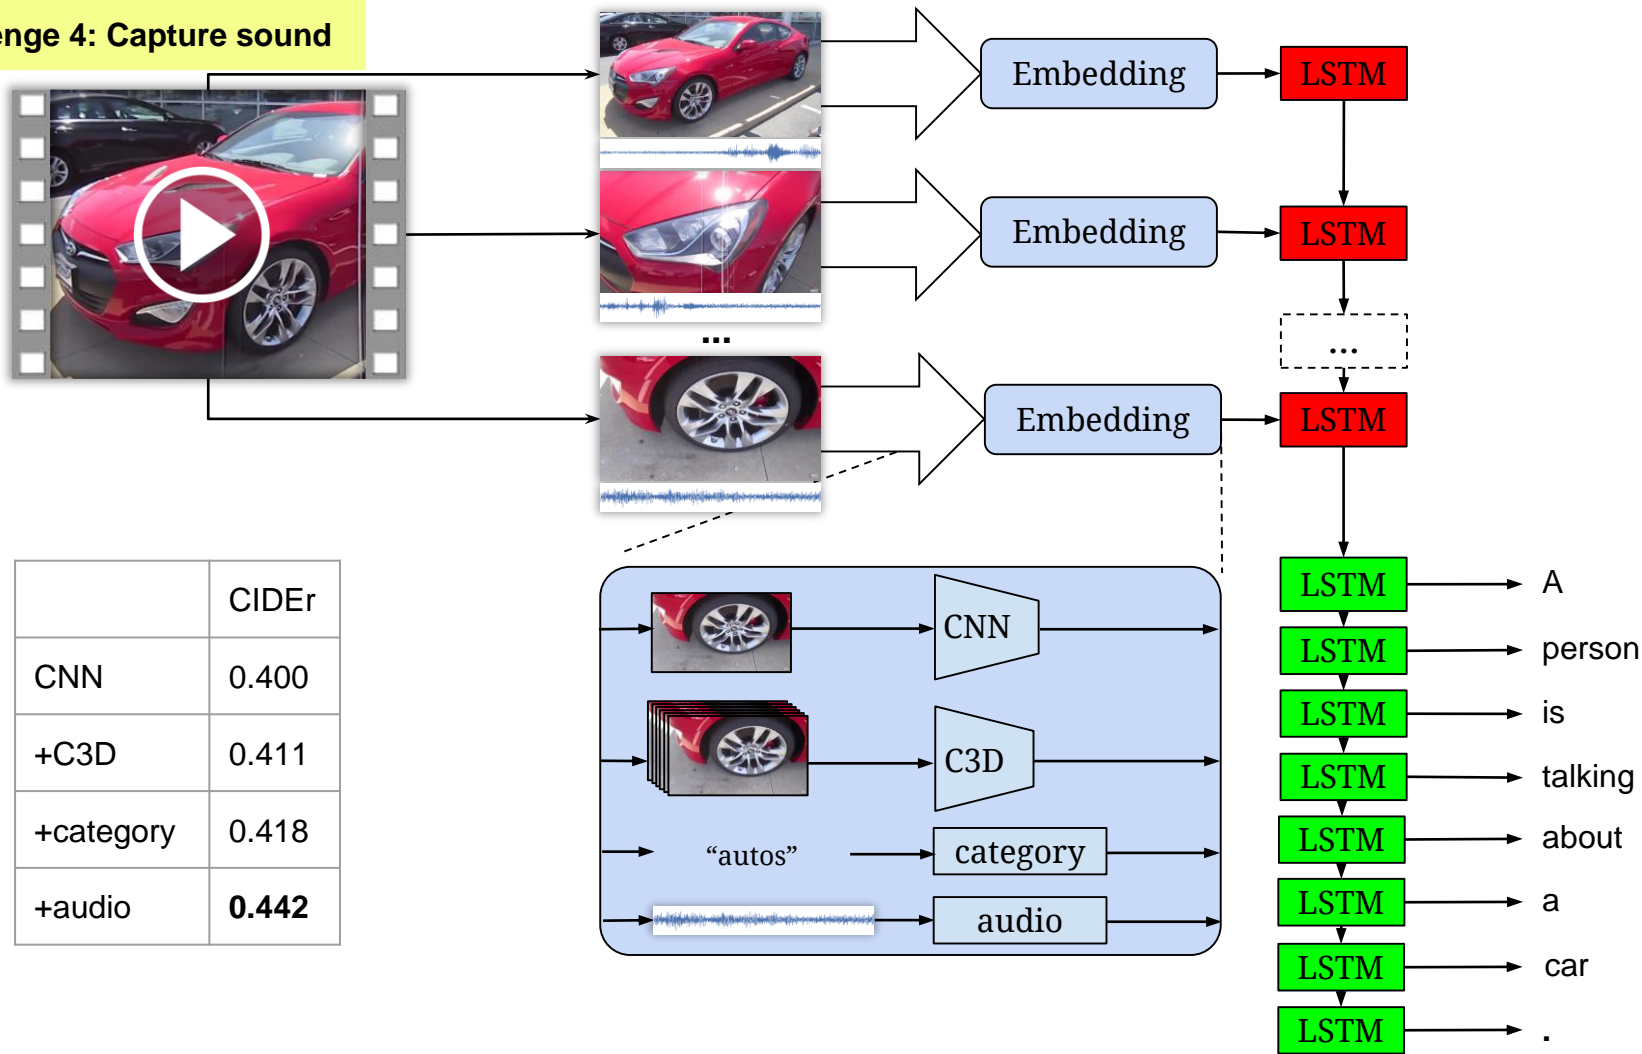 enge 4: Capture sound
Embedding
LSTM
Embedding
LSTM
...
...
Embedding
LSTM
CIDEr
CNN 0.400
+C3D 0.411
+category 0.418
+audio 0.442
CNN
C3D
“autos”
category
audio
LSTM A
LSTM person
LSTM is
LSTM talking
LSTM about
LSTM a
LSTM car
LSTM .